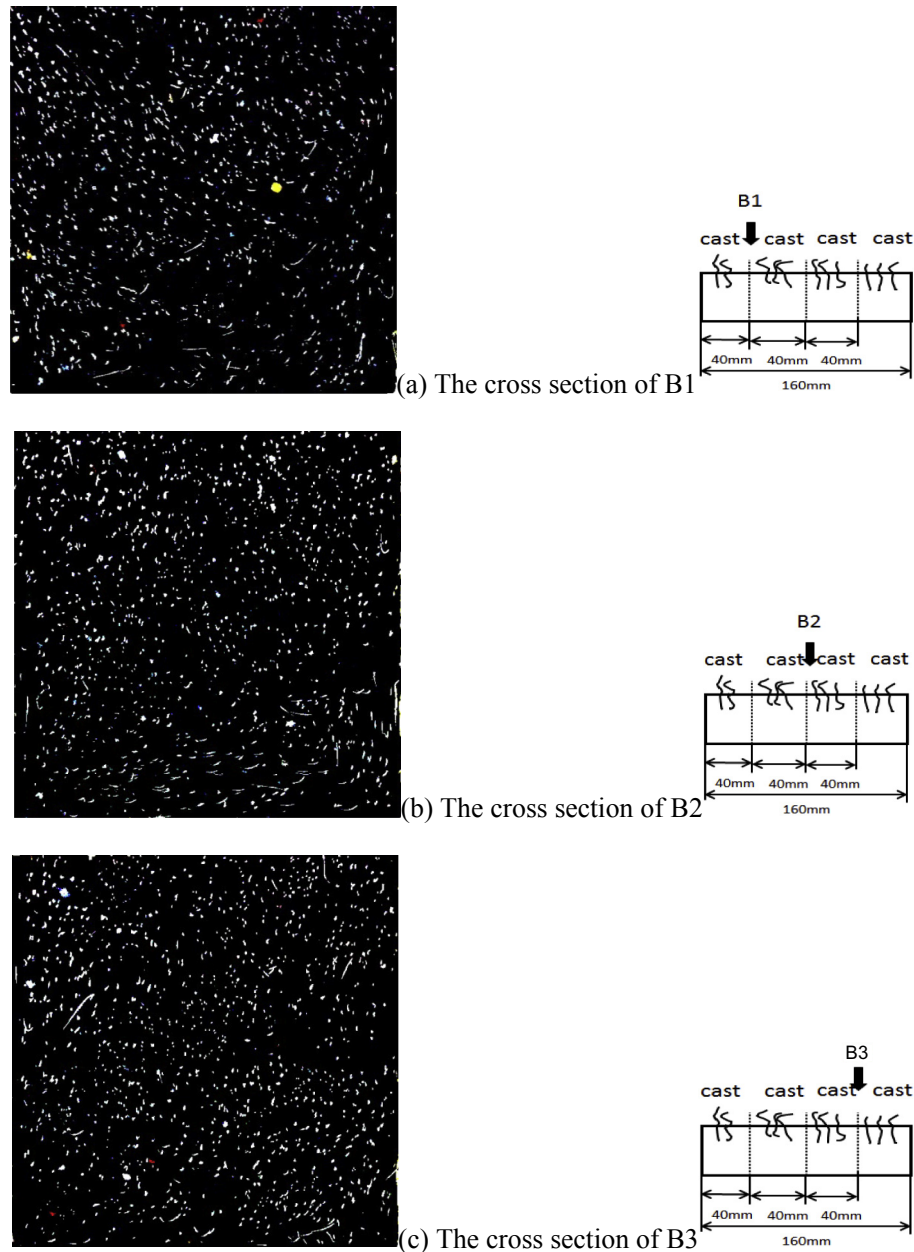 B1
cast cast cast cast
40mm 40mm 40mm
160mm
(a) The cross section of B1
B2
cast cast cast cast
40mm 40mm 40mm
160mm
(b) The cross section of B2
B3
cast cast cast cast
40mm 40mm 40mm
160mm
(c) The cross section of B3